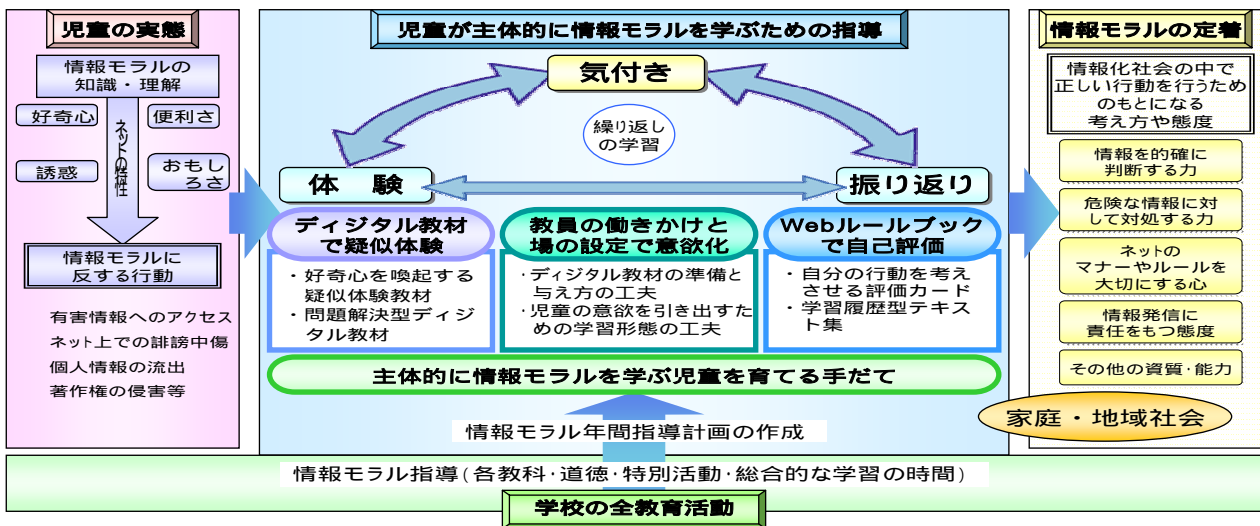 児童の実態
情報モラルの
知識・理解
好奇心
便利さ
ネットの特性
誘惑
おもし
ろさ
情報モラルに
反する行動
有害情報へのアクセス
ネット上での誹謗中傷
個人情報の流出
著作権の侵害等
児童が主体的に情報モラルを学ぶための指導
気付き
繰り返し
の学習
体 験
振り返り
ディジタル教材
で疑似体験
・好奇心を喚起する
疑似体験教材
・問題解決型ディジ
タル教材
教員の働きかけと
場の設定で意欲化
・ディジタル教材の準備と
与え方の工夫
・児童の意欲を引き出すた
めの学習形態の工夫
Webルールブック
で自己評価
・自分の行動を考え
させる評価カード
・学習履歴型テキス
ト集
主体的に情報モラルを学ぶ児童を育てる手だて
情報モラル年間指導計画の作成
情報モラル指導(各教科・道徳・特別活動・総合的な学習の時間)
学校の全教育活動
情報モラルの定着
情報化社会の中で
正しい行動を行うため
のもとになる
考え方や態度
情報を的確に
判断する力
危険な情報に対
して対処する力
ネットの
マナーやルールを
大切にする心
情報発信に
責任をもつ態度
その他の資質・能力
家庭・地域社会